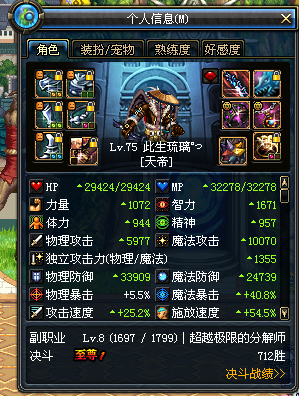 个人信息(M)
角色 装扮/宠物 熟练度 好感度
Lv.75 此生琉璃°っ
[天帝]
HP 29424/29424 MP 32278/32278
力量 1072 智力 1671
体力 944 精神 957
物理攻击 5977 魔法攻击 10070
独立攻击力(物理/魔法) 1355
物理防御 33909 魔法防御 24739
物理暴击 +5.5% 魔法暴击 +40.8%
攻击速度 +25.2% 施放速度 +54.5%
副职业 Lv.8 (1697 / 1799) | 超越极限的分解师
决斗 至尊1 712胜
决斗战绩>>